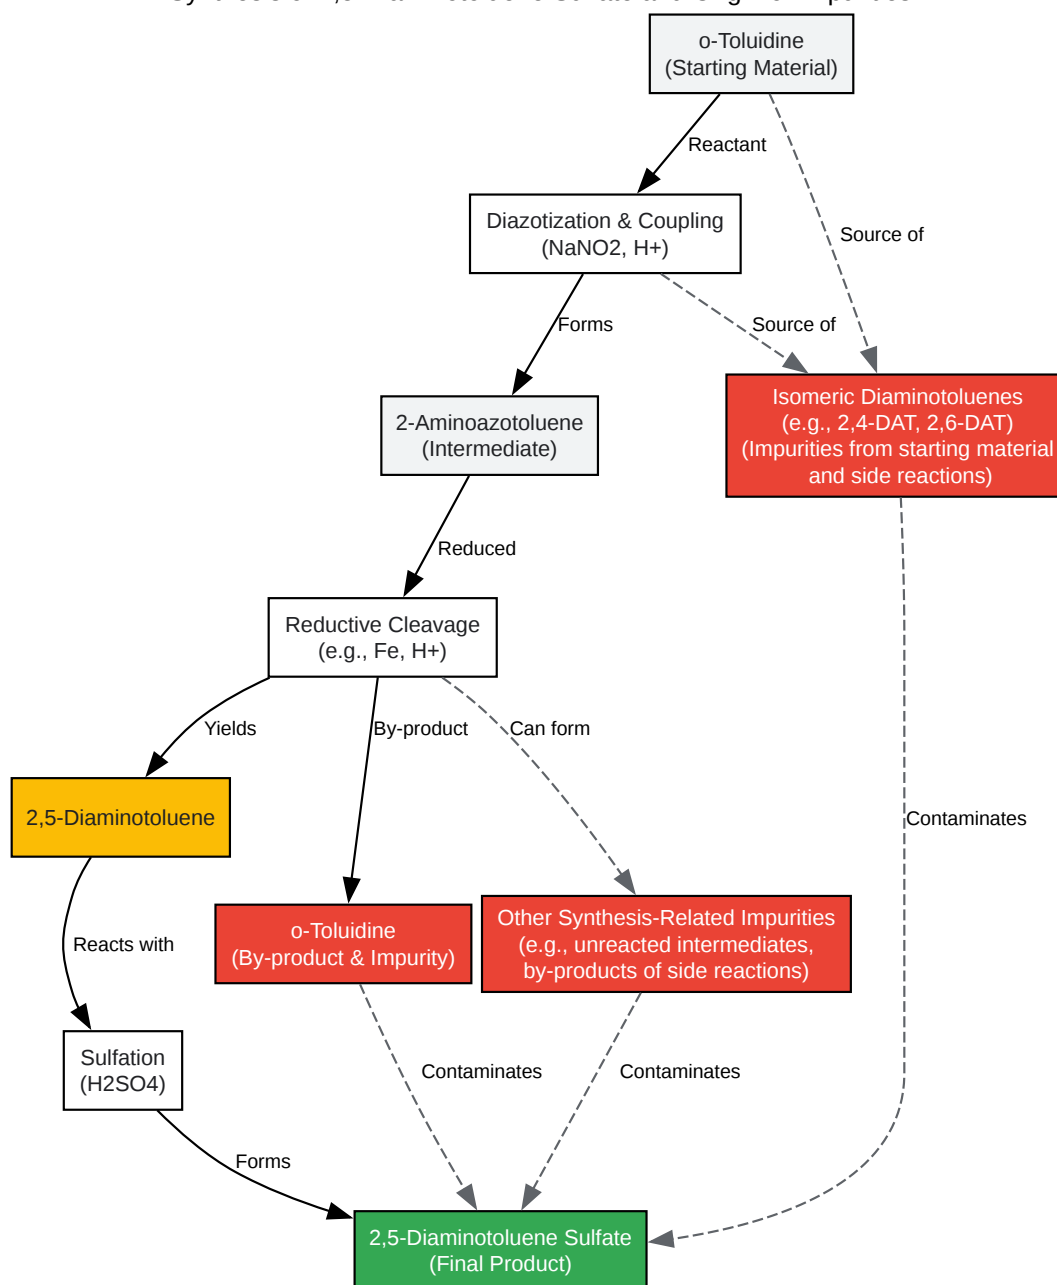 o-Toluidine
(Starting Material)
Reactant
Diazotization & Coupling
(NaNO2, H+)
Source of
Forms
Source of
2-Aminoazotoluene
(Intermediate)
Isomeric Diaminotoluenes
(e.g., 2,4-DAT, 2,6-DAT)
(Impurities from starting material
and side reactions)
Reduced
Reductive Cleavage
(e.g., Fe, H+)
Yields
By-product
Can form
2,5-Diaminotoluene
Contaminates
o-Toluidine
(By-product & Impurity)
Other Synthesis-Related Impurities
(e.g., unreacted intermediates,
by-products of side reactions)
Reacts with
Sulfation
(H2SO4)
Contaminates
Contaminates
Forms
2,5-Diaminotoluene Sulfate
(Final Product)